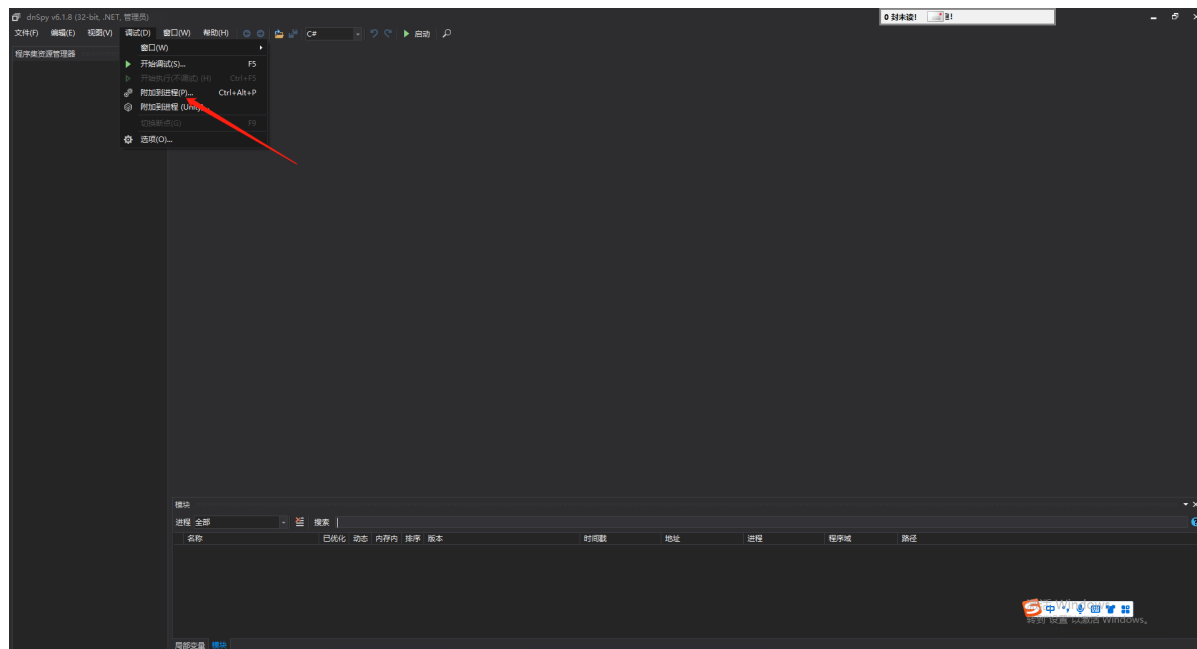 dnSpy v6.1.8 (32-bit, .NET, 管理员)
0 封未读!
文件(F) 编辑(E) 视图(V) 调试(D) 窗口(W) 帮助(H) C# 启动
程序集资源管理器
窗口(W)
开始调试(S)... F5
开始执行(不调试) (H) Ctrl+F5
附加到进程(P)... Ctrl+Alt+P
附加到进程 (Unity)...
切换断点(G) F9
选项(O)...
模块
进程 全部 搜索
名称 已优化 动态 内存内 排序 版本 时间戳 地址 进程 程序域 路径
中
Windows
转到"设置"以激活 Windows。
局部变量 模块